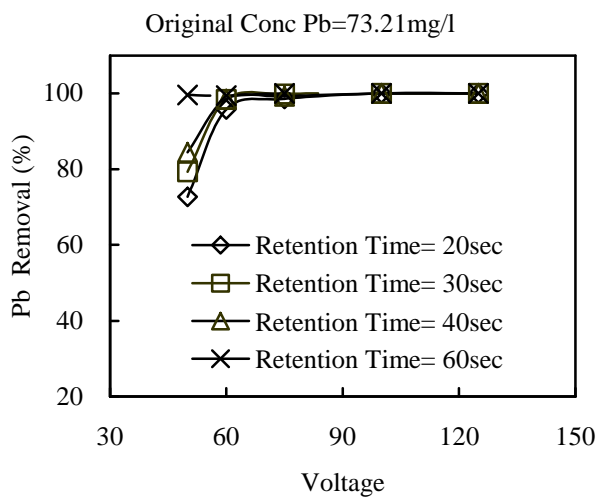 Original Conc Pb=73.21mg/l
120
100
80
60
40
20
Pb Removal (%)
Retention Time= 20sec
Retention Time= 30sec
Retention Time= 40sec
Retention Time= 60sec
30 60 90 120 150
Voltage